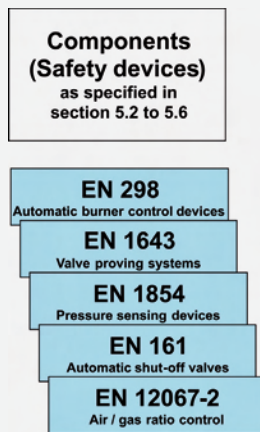 Components
(Safety devices)
as specified in
section 5.2 to 5.6
EN 298
Automatic burner control devices
EN 1643
Valve proving systems
EN 1854
Pressure sensing devices
EN 161
Automatic shut-off valves
EN 12067-2
Air / gas ratio control